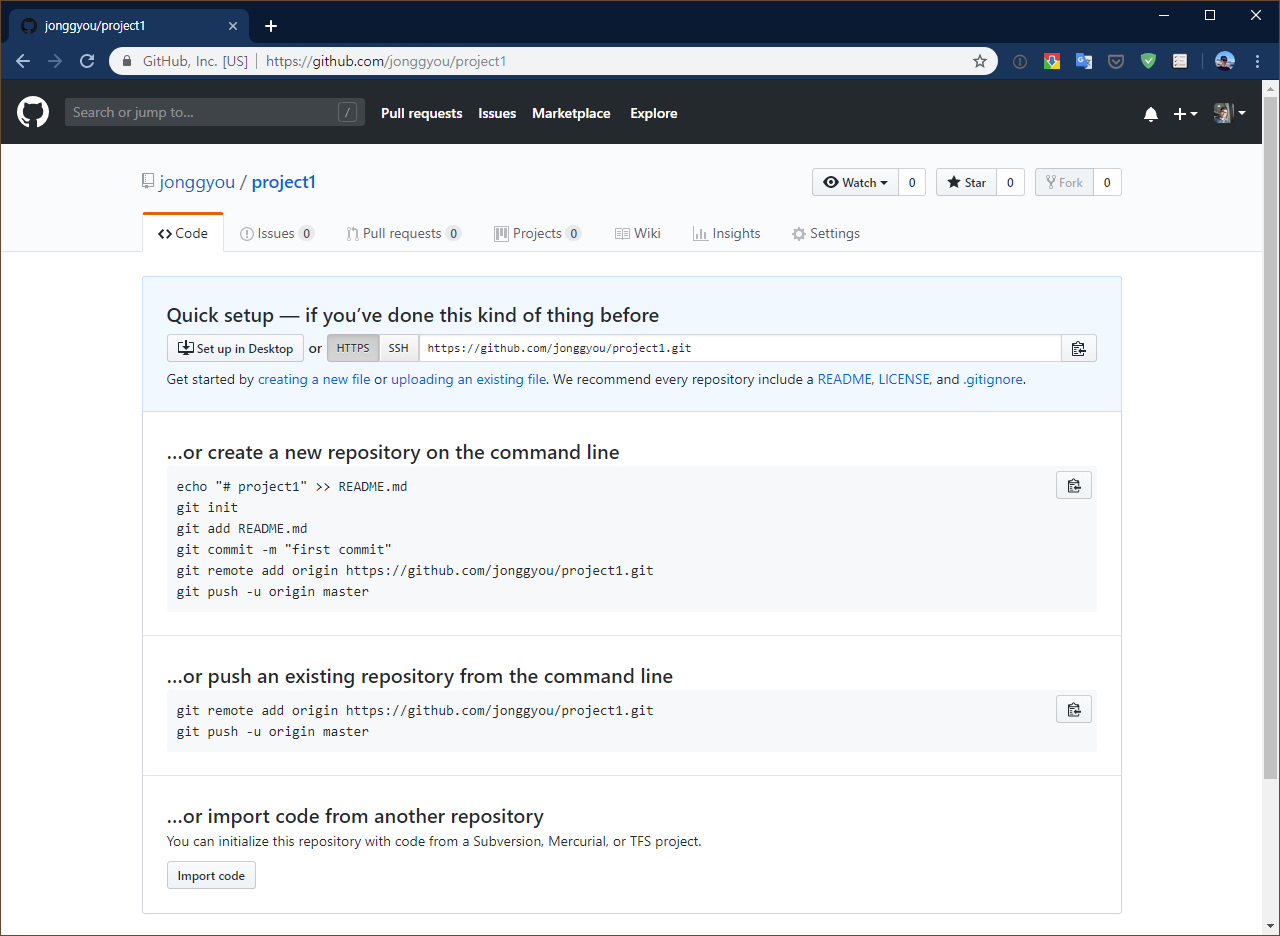 jonggyou/project1
GitHub, Inc. [US] https://github.com/jonggyou/project1
Search or jump to... / Pull requests Issues Marketplace Explore
jonggyou / project1 Watch 0 Star 0 Fork 0
Code Issues 0 Pull requests 0 Projects 0 Wiki Insights Settings
Quick setup — if you’ve done this kind of thing before
Set up in Desktop or HTTPS SSH https://github.com/jonggyou/project1.git
Get started by creating a new file or uploading an existing file. We recommend every repository include a README, LICENSE, and .gitignore.
…or create a new repository on the command line
echo "# project1" >> README.md
git init
git add README.md
git commit -m "first commit"
git remote add origin https://github.com/jonggyou/project1.git
git push -u origin master
…or push an existing repository from the command line
git remote add origin https://github.com/jonggyou/project1.git
git push -u origin master
…or import code from another repository
You can initialize this repository with code from a Subversion, Mercurial, or TFS project.
Import code